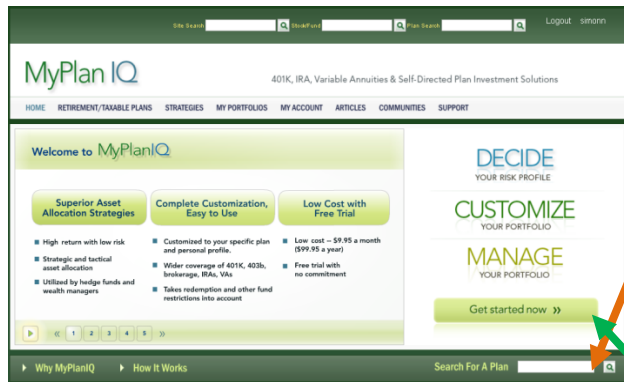 Site Search Stock/Fund Plan Search Logout simonn
MyPlan IQ
401K, IRA, Variable Annuities & Self-Directed Plan Investment Solutions
HOME RETIREMENT/TAXABLE PLANS STRATEGIES MY PORTFOLIOS MY ACCOUNT ARTICLES COMMUNITIES SUPPORT
Welcome to MyPlanIQ
Superior Asset
Allocation Strategies
High return with low risk
Strategic and tactical
asset allocation
Utilized by hedge funds and
wealth managers
Complete Customization,
Easy to Use
Customized to your specific plan
and personal profile.
Wider coverage of 401K, 403b,
brokerage, IRAs, VAs
Takes redemption and other fund
restrictions into account
Low Cost with
Free Trial
Low cost – $9.95 a month
($99.95 a year)
Free trial with
no commitment
« 1 2 3 4 5 »
DECIDE
YOUR RISK PROFILE
CUSTOMIZE
YOUR PORTFOLIO
MANAGE
YOUR PORTFOLIO
Get started now »
Why MyPlanIQ How It Works Search For A Plan